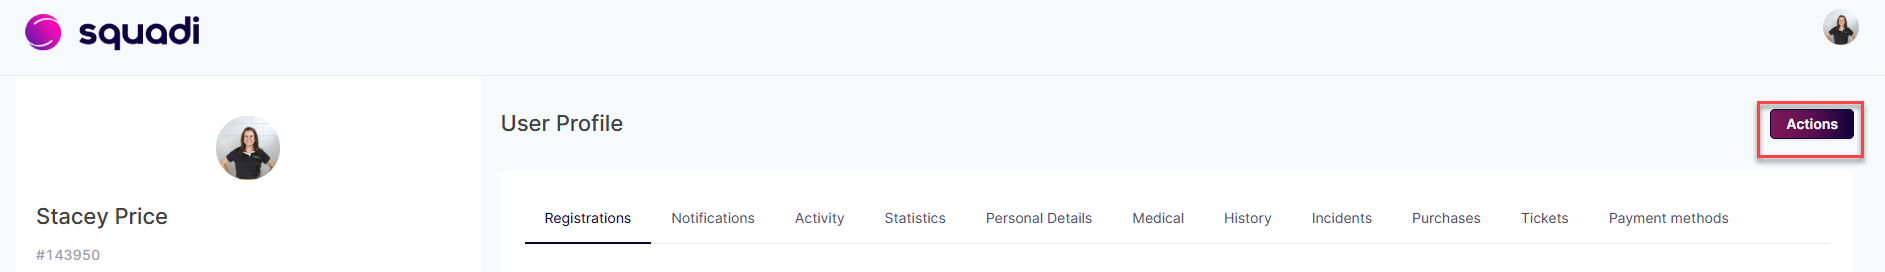 squadi
User Profile
Actions
Stacey Price
#143950
Registrations Notifications Activity Statistics Personal Details Medical History Incidents Purchases Tickets Payment methods